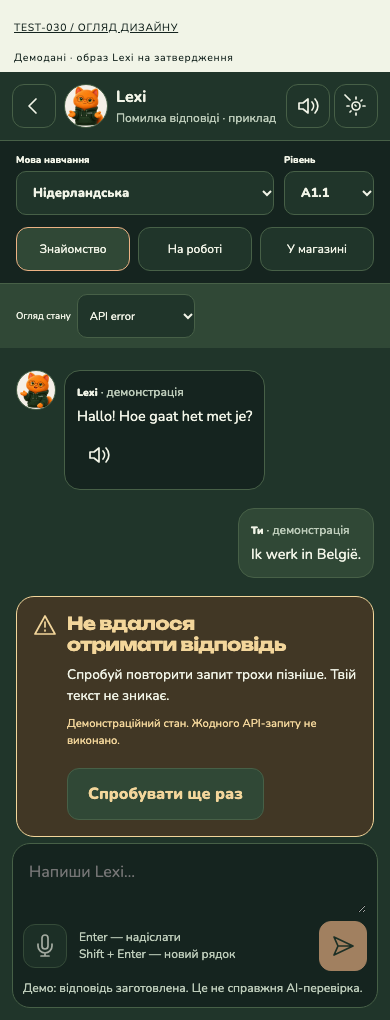 TEST-030 / ОГЛЯД ДИЗАЙНУ
Демодані · образ Lexi на затвердження
Lexi
Помилка відповіді · приклад
Мова навчання
Рівень
Нідерландська
A1.1
Знайомство
На роботі
У магазині
Огляд стану
API error
Lexi · демонстрація
Hallo! Hoe gaat het met je?
Ти · демонстрація
Ik werk in België.
Не вдалося
отримати відповідь
Спробуй повторити запит трохи пізніше. Твій
текст не зникає.
Демонстраційний стан. Жодного API-запиту не
виконано.
Спробувати ще раз
Напиши Lexi...
Enter — надіслати
Shift + Enter — новий рядок
Демо: відповідь заготовлена. Це не справжня AI-перевірка.